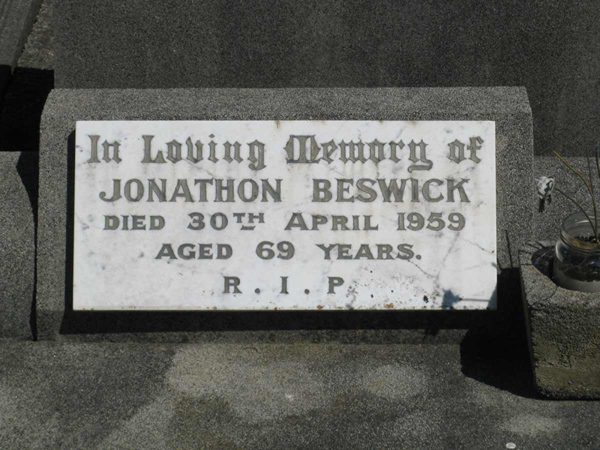 In Loving Memory of
JONATHON BESWICK
DIED 30TH APRIL 1959
AGED 69 YEARS.
R. I. P